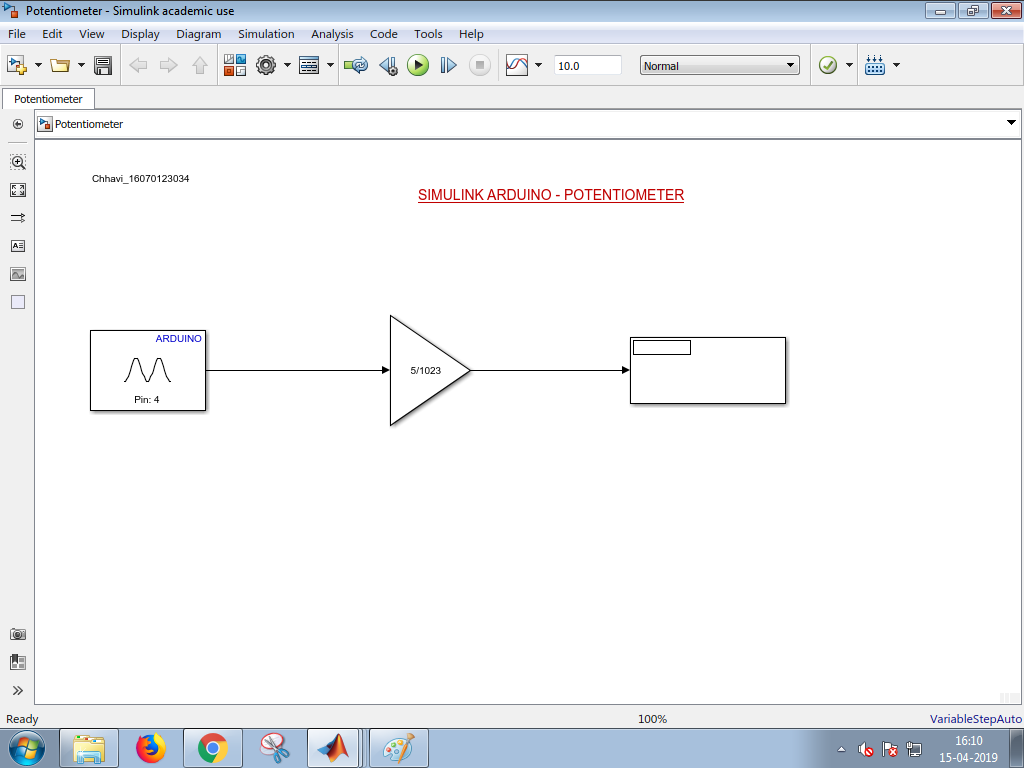 Potentiometer - Simulink academic use
File Edit View Display Diagram Simulation Analysis Code Tools Help
10.0 Normal
Potentiometer
Potentiometer
Chhavi_16070123034
SIMULINK ARDUINO - POTENTIOMETER
ARDUINO
Pin: 4
5/1023
Ready 100% VariableStepAuto
16:10
15-04-2019